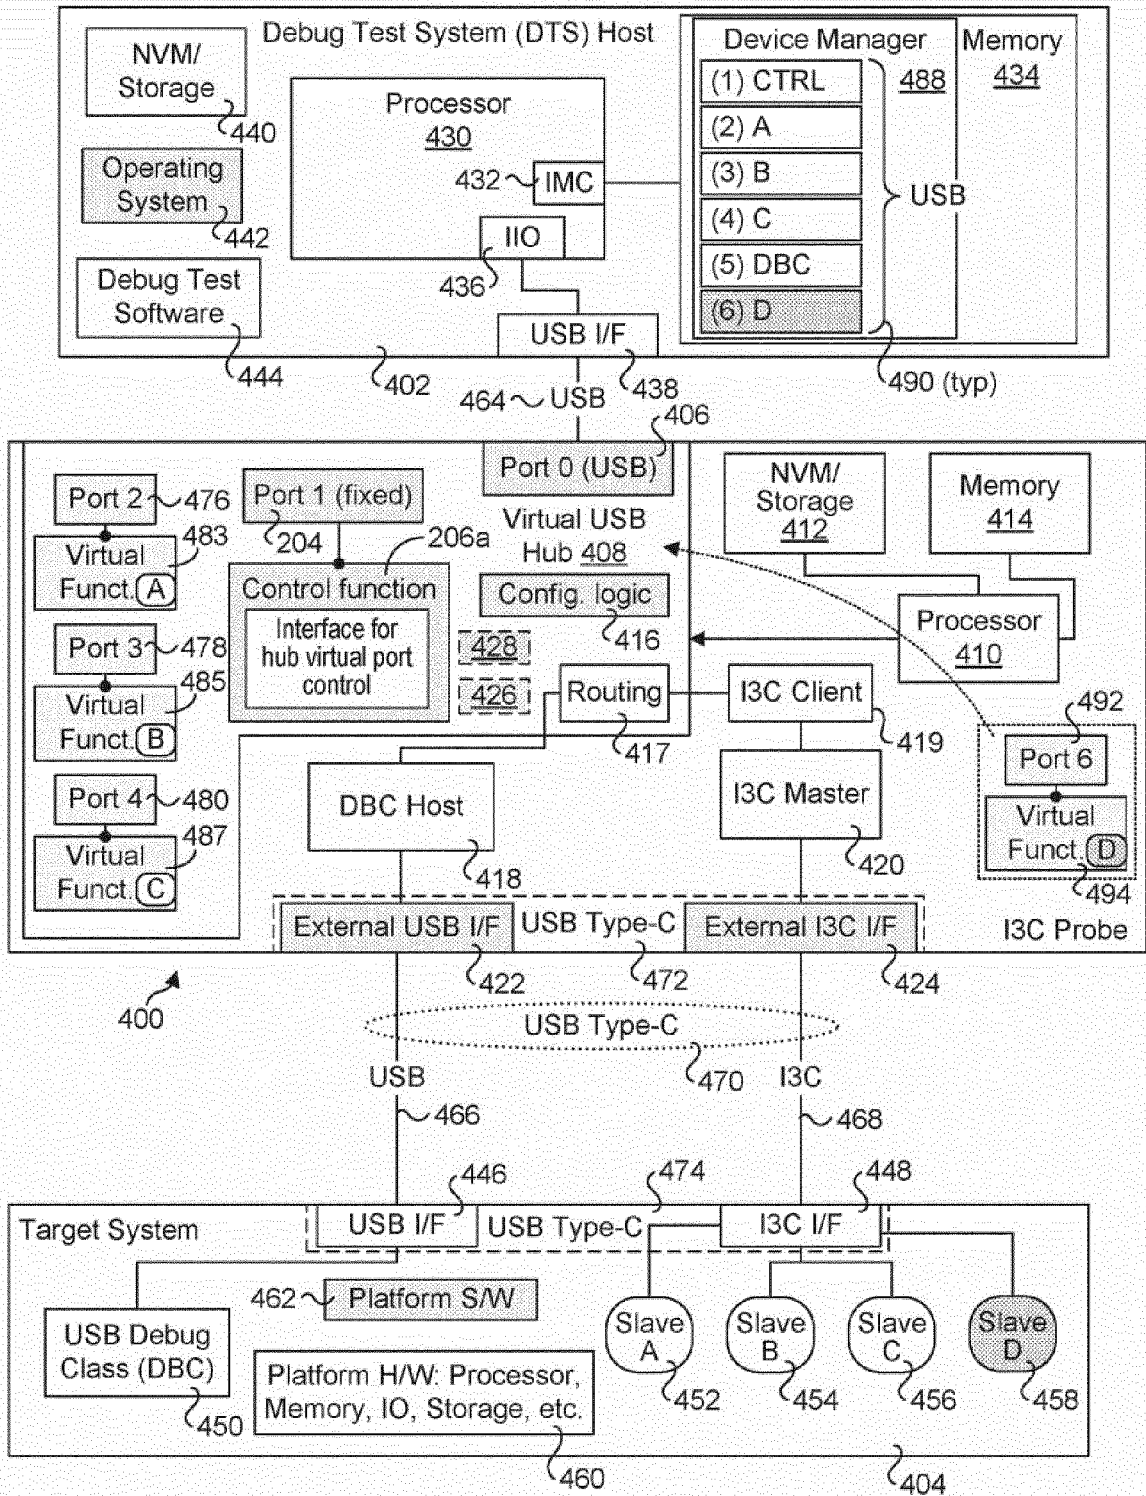 Debug Test System (DTS) Host
NVM/
Storage
440
Operating
System
442
Debug Test
Software
444
402
Processor
430
432
IMC
IIO
436
USB I/F
438
Device Manager
488
(1) CTRL
(2) A
(3) B
(4) C
(5) DBC
(6) D
USB
490 (typ)
Memory
434
464
USB
406
Port 0 (USB)
Port 2
476
483
Virtual
Funct. A
Port 3
478
485
Virtual
Funct. B
Port 4
480
487
Virtual
Funct. C
Port 1 (fixed)
204
206a
Control function
Interface for
hub virtual port
control
Virtual USB
Hub 408
Config. logic
416
428
426
Routing
417
NVM/
Storage
412
Memory
414
Processor
410
I3C Client
419
DBC Host
418
I3C Master
420
492
Port 6
Virtual
Funct. D
494
I3C Probe
External USB I/F
USB Type-C
External I3C I/F
422
472
424
400
USB Type-C
470
USB
I3C
466
468
446
474
448
Target System
USB I/F
USB Type-C
I3C I/F
462
Platform S/W
USB Debug
Class (DBC)
450
Platform H/W: Processor,
Memory, IO, Storage, etc.
460
Slave
A
452
Slave
B
454
Slave
C
456
Slave
D
458
404